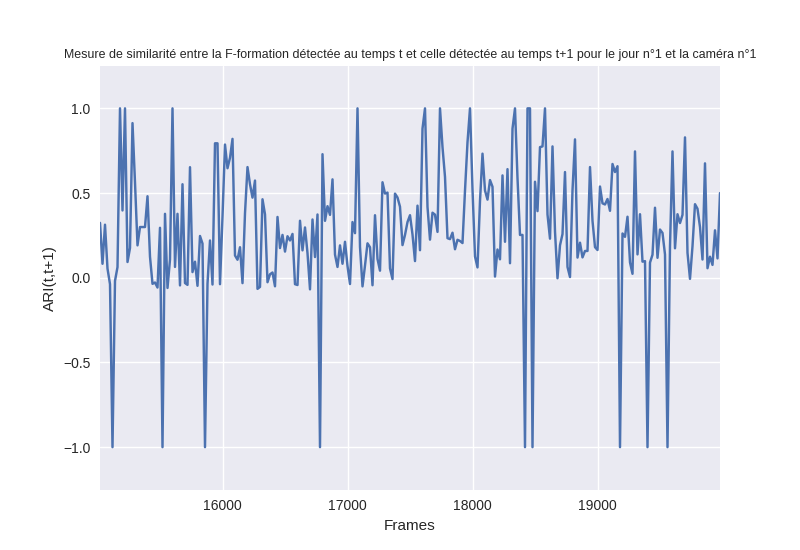 Mesure de similarité entre la F-formation détectée au temps t et celle détectée au temps t+1 pour le jour n°1 et la caméra n°1
1.0
0.5
0.0
−0.5
−1.0
ARI(t,t+1)
16000 17000 18000 19000
Frames